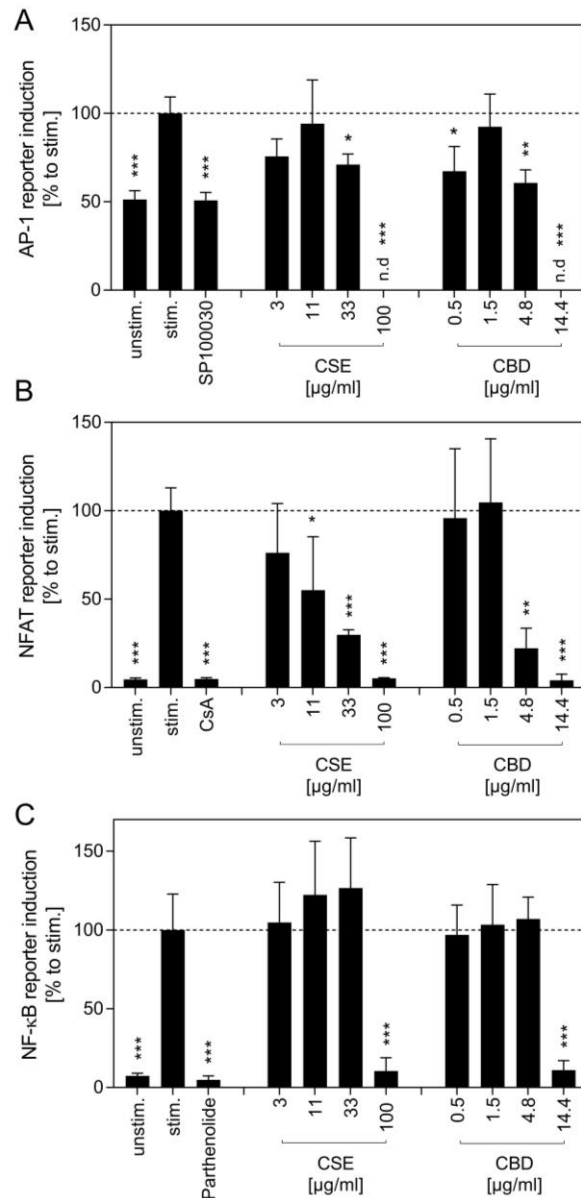 A
AP-1 reporter induction
[% to stim.]
150
100
50
0
***
***
*
n.d ***
*
**
n.d ***
unstim.
stim.
SP100030
3
11
33
100
0.5
1.5
4.8
14.4
CSE
[µg/ml]
CBD
[µg/ml]
B
NFAT reporter induction
[% to stim.]
150
100
50
0
***
***
*
***
***
**
***
unstim.
stim.
CsA
3
11
33
100
0.5
1.5
4.8
14.4
CSE
[µg/ml]
CBD
[µg/ml]
C
NF-κB reporter induction
[% to stim.]
150
100
50
0
***
***
***
***
unstim.
stim.
Parthenolide
3
11
33
100
0.5
1.5
4.8
14.4
CSE
[µg/ml]
CBD
[µg/ml]